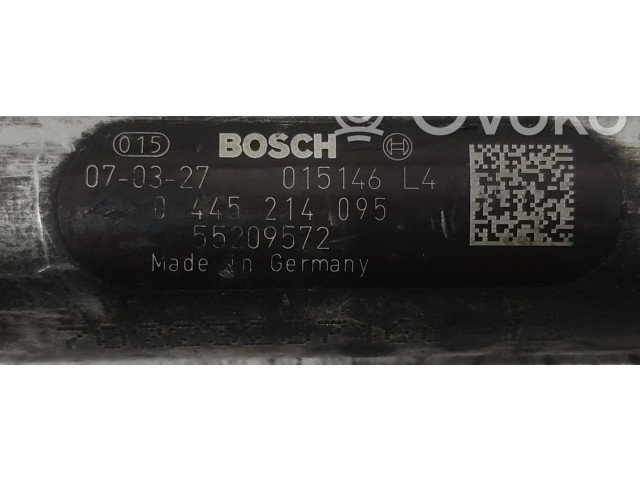 015 BOSCH
07-03-27 015146 L4
0 445 214 095
55209572
Made in Germany